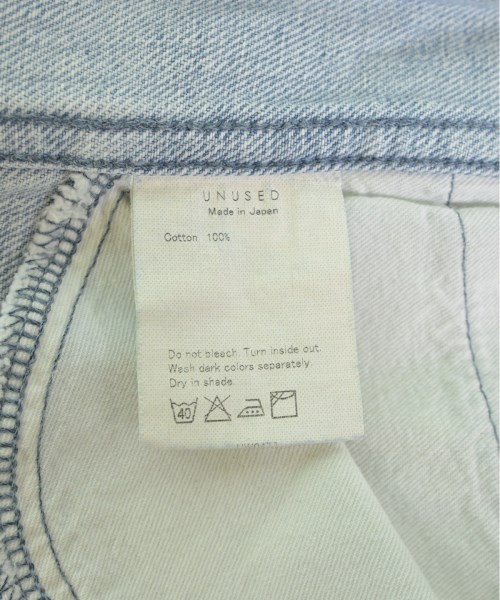 UNUSED
Made in Japan
Cotton 100%
Do not bleach. Turn inside out.
Wash dark colors separately.
Dry in shade.
40